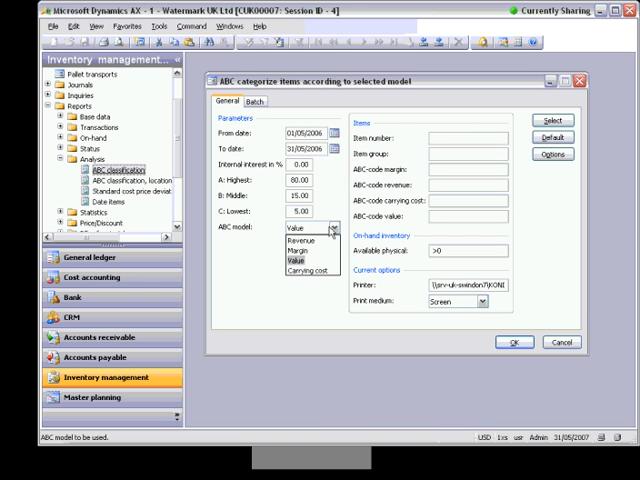 Microsoft Dynamics AX - 1 - Watermark UK Ltd [CUK00007: Session ID - 4]
Currently Sharing
File Edit View Favorites Tools Command Windows Help
Inventory management...
Pallet transports
Journals
Inquiries
Reports
Base data
Transactions
On-hand
Status
Analysis
ABC classification
ABC classification, location
Standard cost price deviat
Date items
Statistics
Price/Discount
General ledger
Cost accounting
Bank
CRM
Accounts receivable
Accounts payable
Inventory management
Master planning
ABC categorize items according to selected model
General Batch
Parameters
From date: 01/05/2006
To date: 31/05/2006
Internal interest in % 0.00
A: Highest: 80.00
B: Middle: 15.00
C: Lowest: 5.00
ABC model: Value
Revenue
Margin
Value
Carrying cost
Items
Item number:
Item group:
ABC-code margin:
ABC-code revenue:
ABC-code carrying cost:
ABC-code value:
On-hand inventory
Available physical: >0
Current options
Printer: \\srv-uk-swindon7\KONI
Print medium: Screen
Select
Default
Options
OK Cancel
ABC model to be used.
USD 1xs usr Admin 31/05/2007